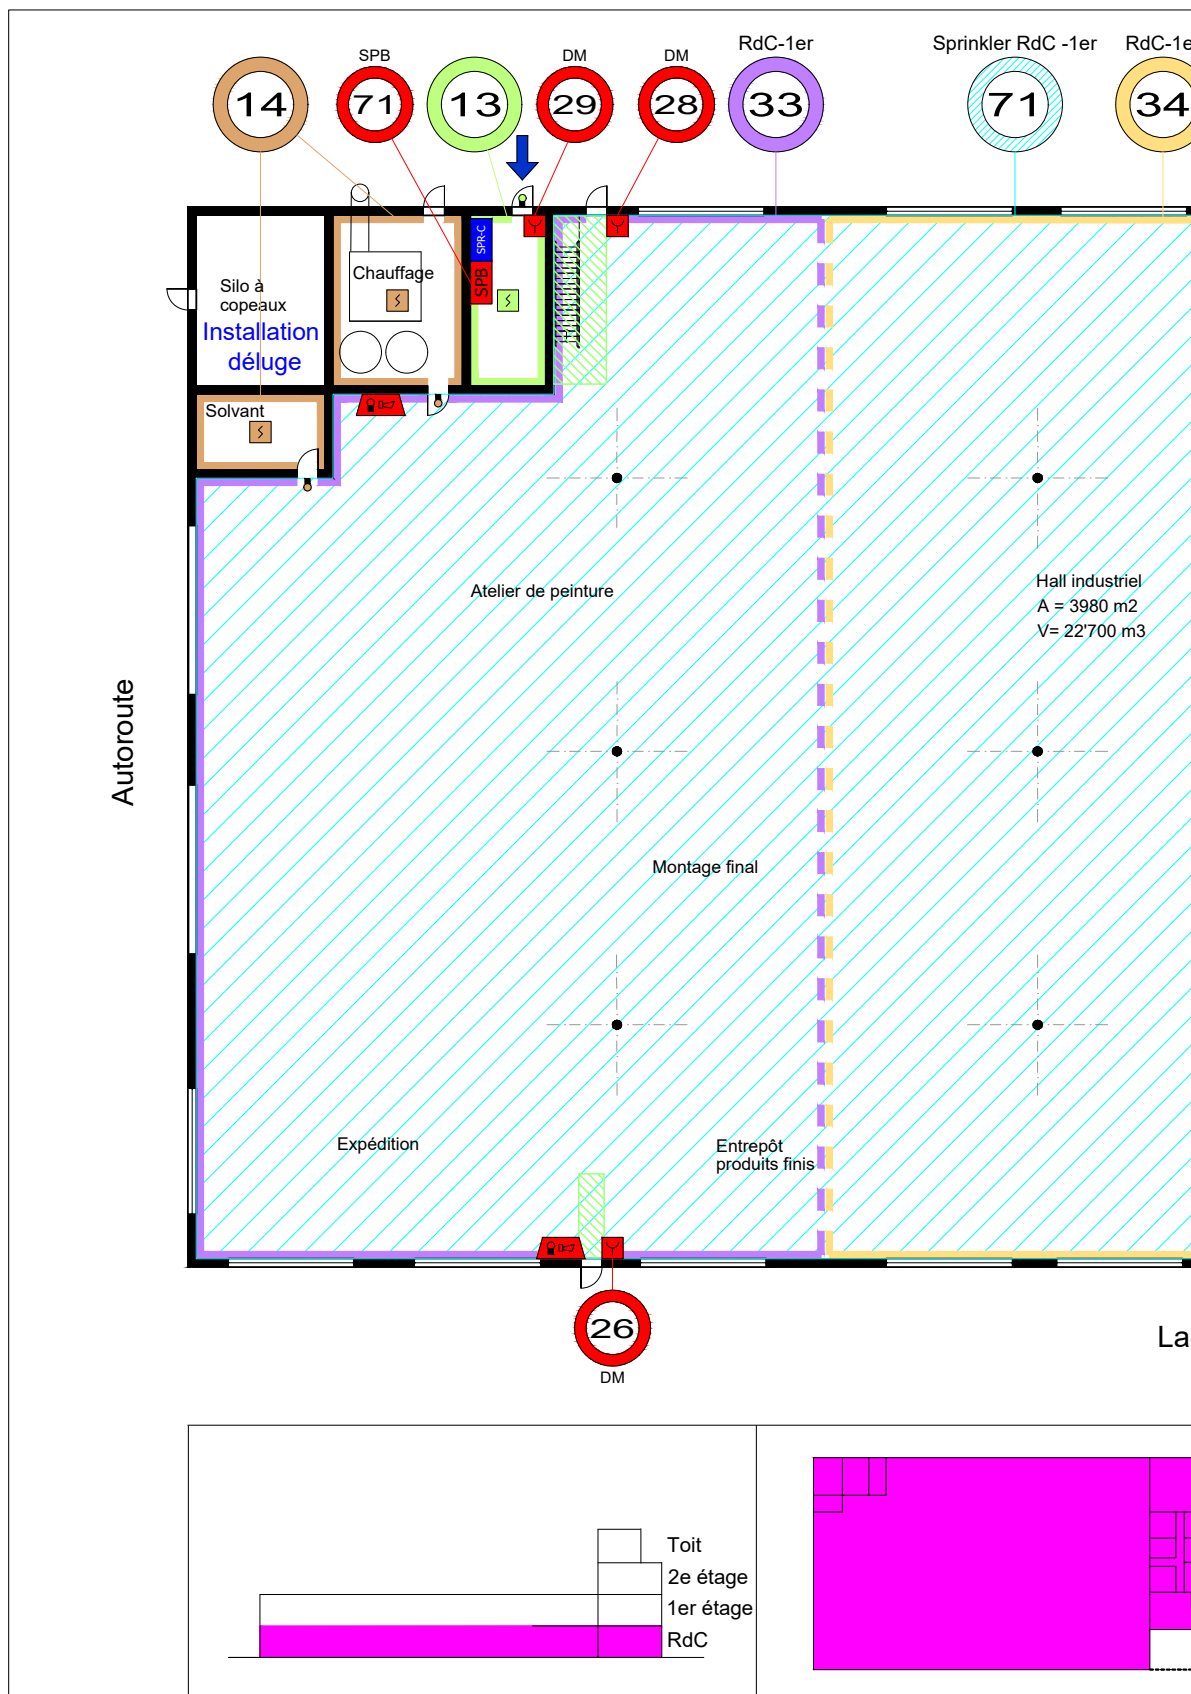 RdC-1er
Sprinkler RdC -1er
RdC-1e
SPB
DM
DM
14
71
13
29
28
33
71
34
SPR-C
SPB
Chauffage
Silo à
copeaux
Installation
déluge
Solvant
Atelier de peinture
Hall industriel
A = 3980 m2
V= 22'700 m3
Autoroute
Montage final
Expédition
Entrepôt
produits finis
26
DM
La
Toit
2e étage
1er étage
RdC